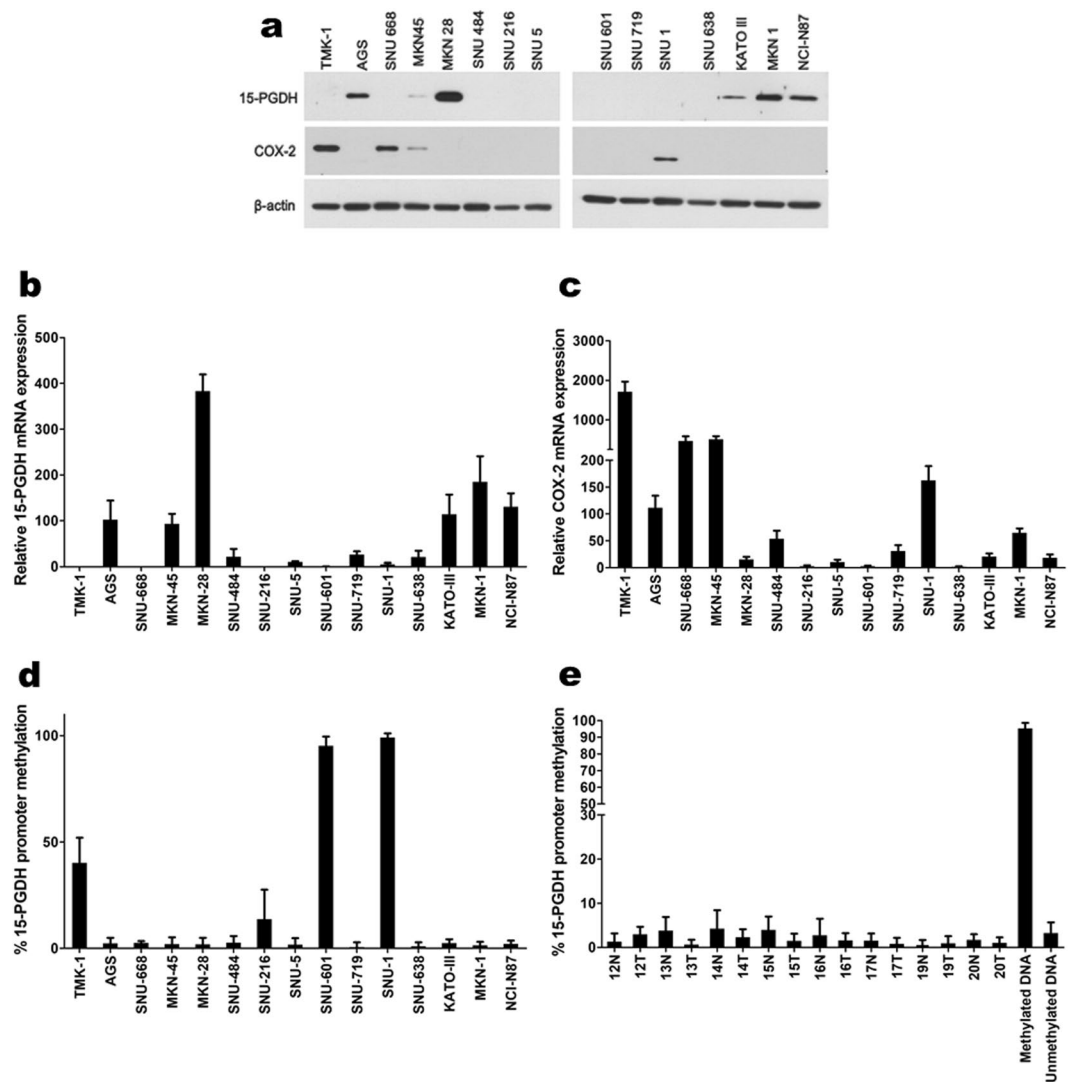 a
TMK-1
AGS
SNU 668
MKN45
MKN 28
SNU 484
SNU 216
SNU 5
SNU 601
SNU 719
SNU 1
SNU 638
KATO III
MKN 1
NCI-N87
15-PGDH
COX-2
β-actin
b
Relative 15-PGDH mRNA expression
500
400
300
200
100
0
TMK-1
AGS
SNU-668
MKN-45
MKN-28
SNU-484
SNU-216
SNU-5
SNU-601
SNU-719
SNU-1
SNU-638
KATO-III
MKN-1
NCI-N87
c
Relative COX-2 mRNA expression
3000
2000
1000
200
150
100
50
0
TMK-1
AGS
SNU-668
MKN-45
MKN-28
SNU-484
SNU-216
SNU-5
SNU-601
SNU-719
SNU-1
SNU-638
KATO-III
MKN-1
NCI-N87
d
% 15-PGDH promoter methylation
100
50
0
TMK-1
AGS
SNU-668
MKN-45
MKN-28
SNU-484
SNU-216
SNU-5
SNU-601
SNU-719
SNU-1
SNU-638
KATO-III
MKN-1
NCI-N87
e
% 15-PGDH promoter methylation
100
90
80
70
60
50
30
20
10
0
12N
12T
13N
13T
14N
14T
15N
15T
16N
16T
17N
17T
19N
19T
20N
20T
Methylated DNA
Unmethylated DNA